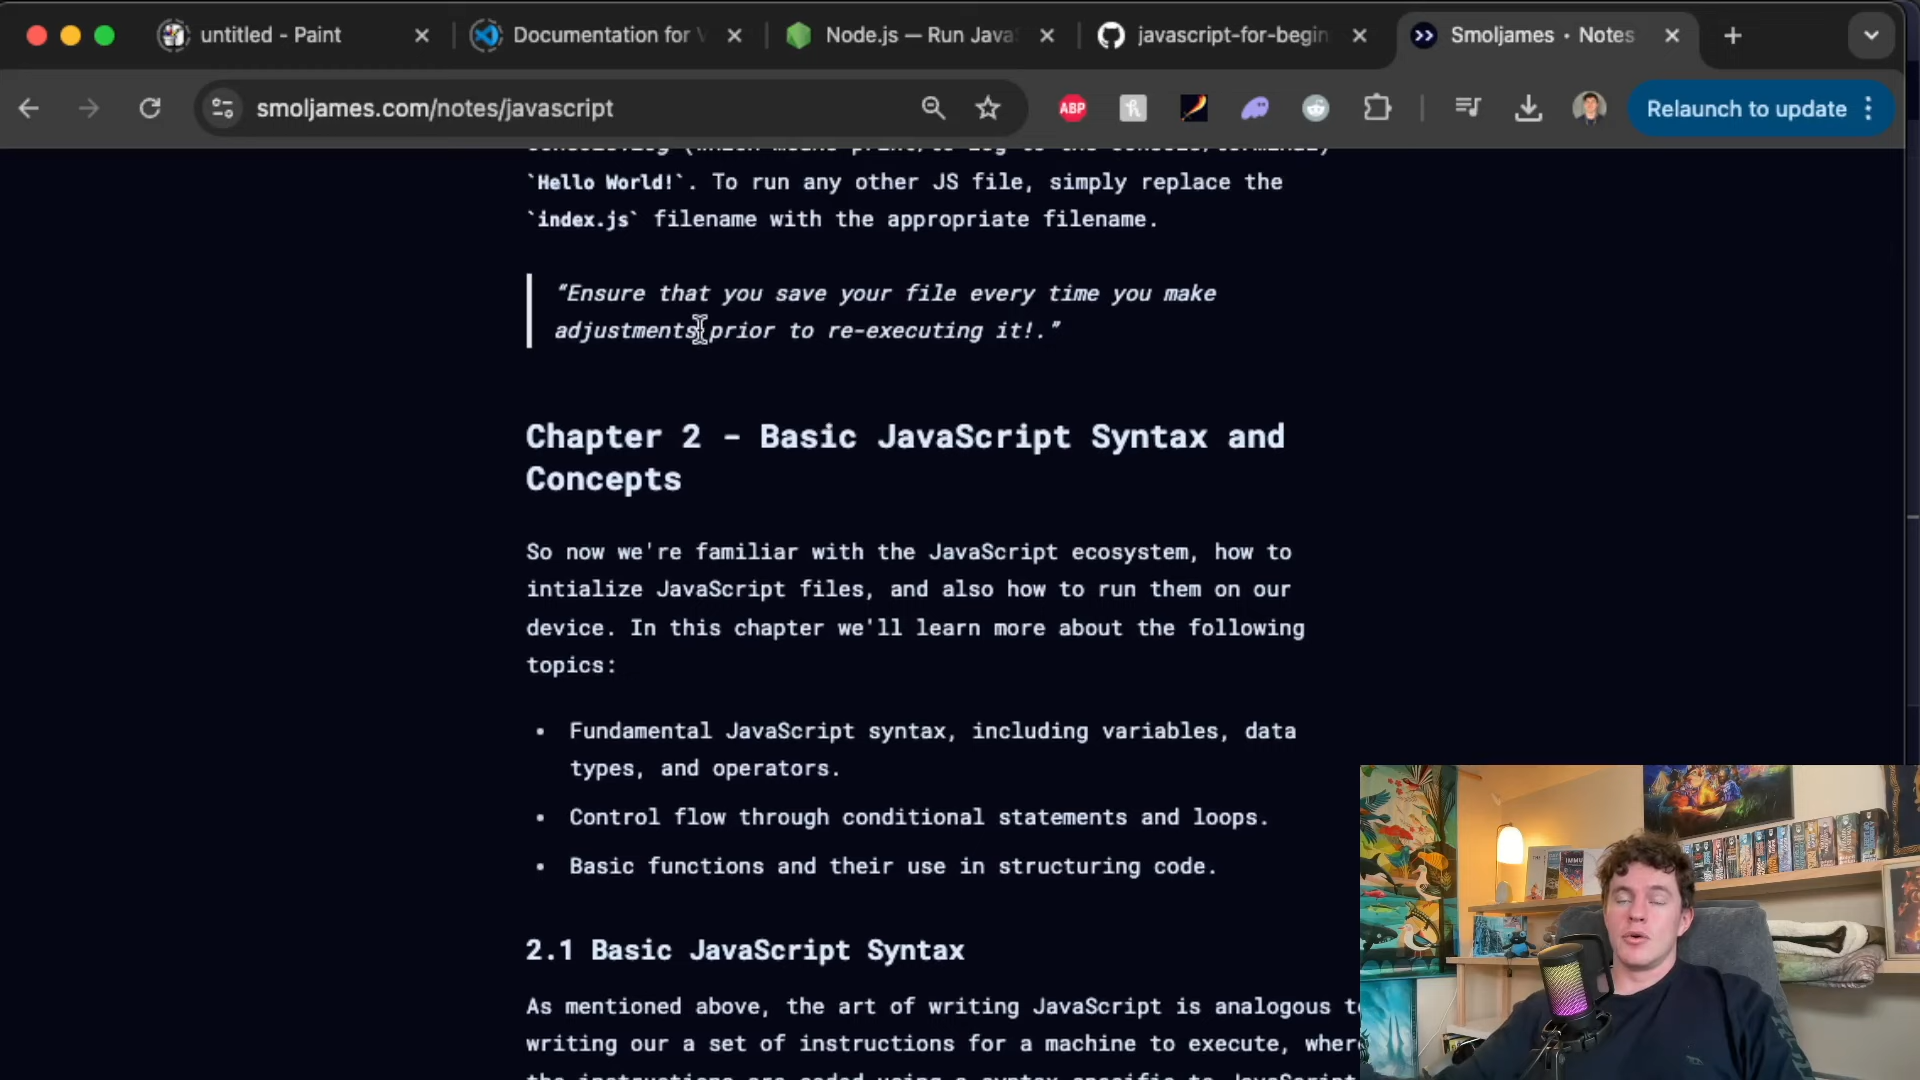 untitled - Paint
Documentation for V
Node.js — Run Java
javascript-for-begin
Smoljames • Notes
smoljames.com/notes/javascript
ABP
Relaunch to update
`Hello World!`. To run any other JS file, simply replace the
`index.js` filename with the appropriate filename.
“Ensure that you save your file every time you make
adjustments prior to re-executing it!.”
Chapter 2 - Basic JavaScript Syntax and
Concepts
So now we're familiar with the JavaScript ecosystem, how to
intialize JavaScript files, and also how to run them on our
device. In this chapter we'll learn more about the following
topics:
• Fundamental JavaScript syntax, including variables, data
types, and operators.
• Control flow through conditional statements and loops.
• Basic functions and their use in structuring code.
2.1 Basic JavaScript Syntax
As mentioned above, the art of writing JavaScript is analogous t
writing our a set of instructions for a machine to execute, wher